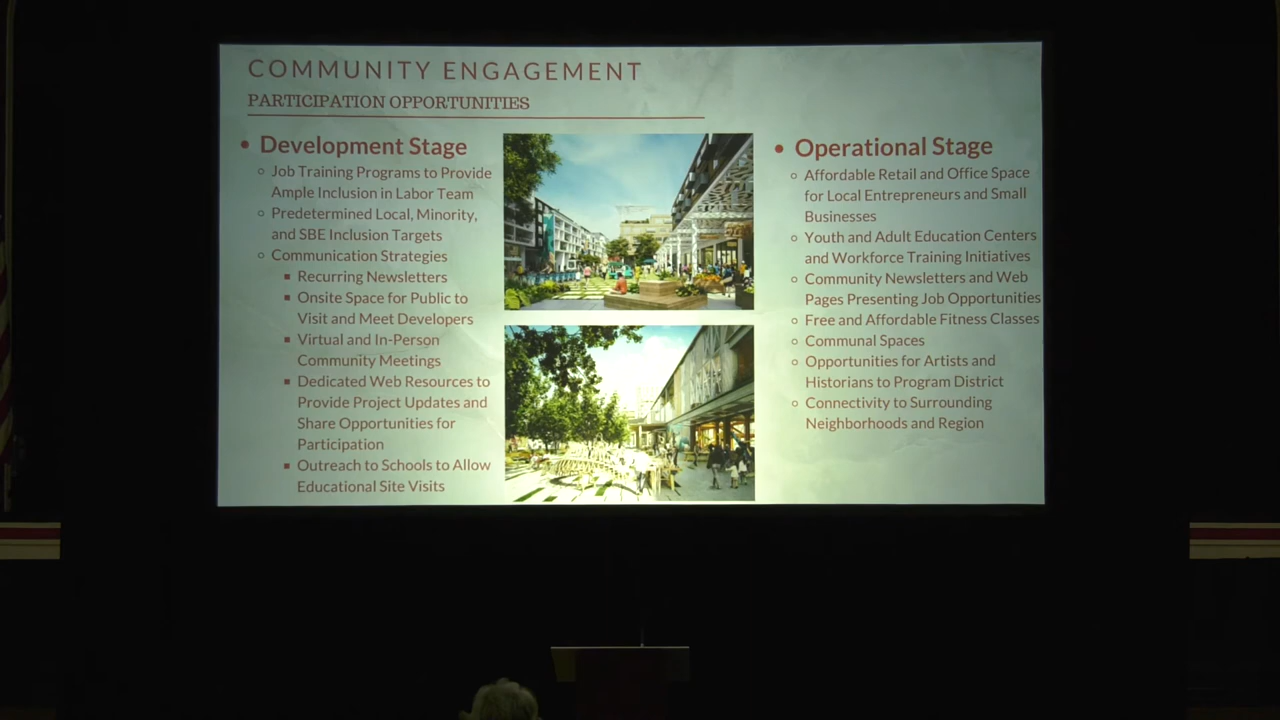 COMMUNITY ENGAGEMENT
PARTICIPATION OPPORTUNITIES
• Development Stage
Job Training Programs to Provide
Ample Inclusion in Labor Team
Predetermined Local, Minority,
and SBE Inclusion Targets
Communication Strategies
Recurring Newsletters
Onsite Space for Public to
Visit and Meet Developers
Virtual and In-Person
Community Meetings
Dedicated Web Resources to
Provide Project Updates and
Share Opportunities for
Participation
Outreach to Schools to Allow
Educational Site Visits
• Operational Stage
Affordable Retail and Office Space
for Local Entrepreneurs and Small
Businesses
Youth and Adult Education Centers
and Workforce Training Initiatives
Community Newsletters and Web
Pages Presenting Job Opportunities
Free and Affordable Fitness Classes
Communal Spaces
Opportunities for Artists and
Historians to Program District
Connectivity to Surrounding
Neighborhoods and Region